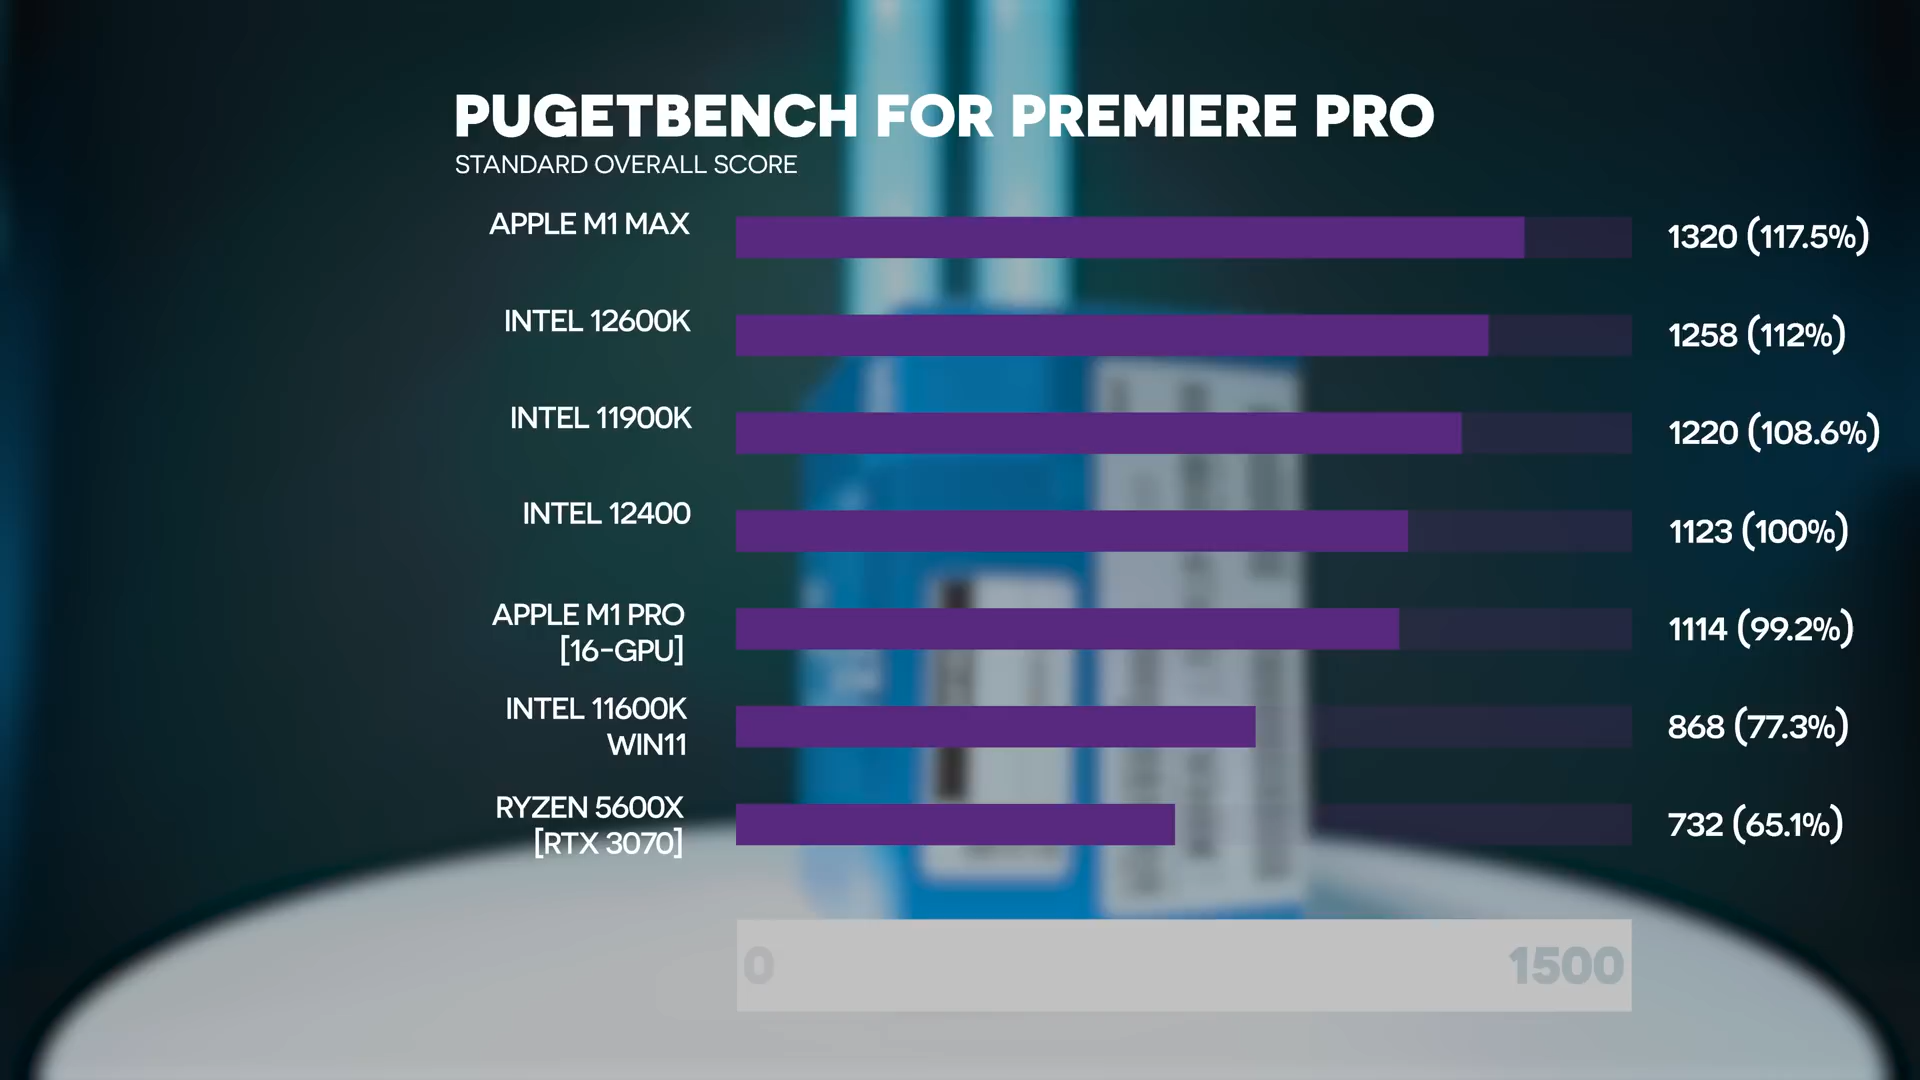 PUGETBENCH FOR PREMIERE PRO
STANDARD OVERALL SCORE
APPLE M1 MAX 1320 (117.5%)
INTEL 12600K 1258 (112%)
INTEL 11900K 1220 (108.6%)
INTEL 12400 1123 (100%)
APPLE M1 PRO
[16-GPU] 1114 (99.2%)
INTEL 11600K
WIN11 868 (77.3%)
RYZEN 5600X
[RTX 3070] 732 (65.1%)
0 1500